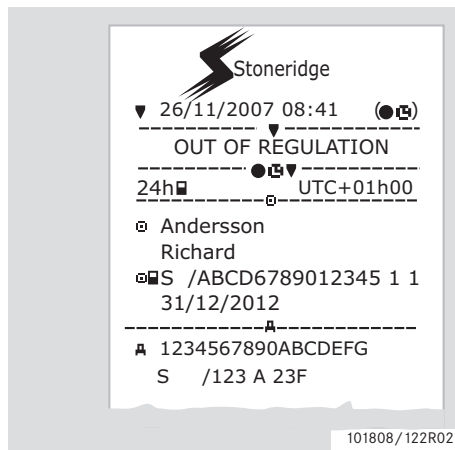 Stoneridge
26/11/2007 08:41 ( )
OUT OF REGULATION
24h UTC+01h00
Andersson
Richard
S /ABCD6789012345 1 1
31/12/2012
1234567890ABCDEFG
S /123 A 23F
101808/122R02